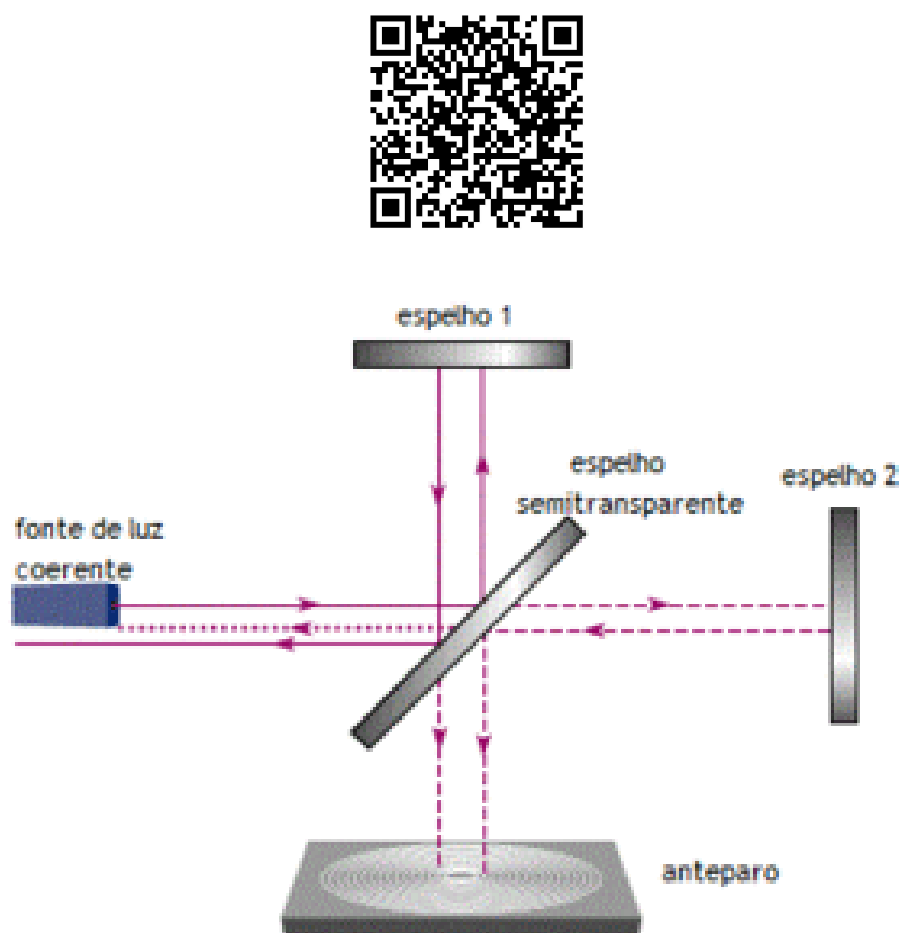 espelho 1
espelho
semitransparente
espelho 2
fonte de luz
coerente
anteparo